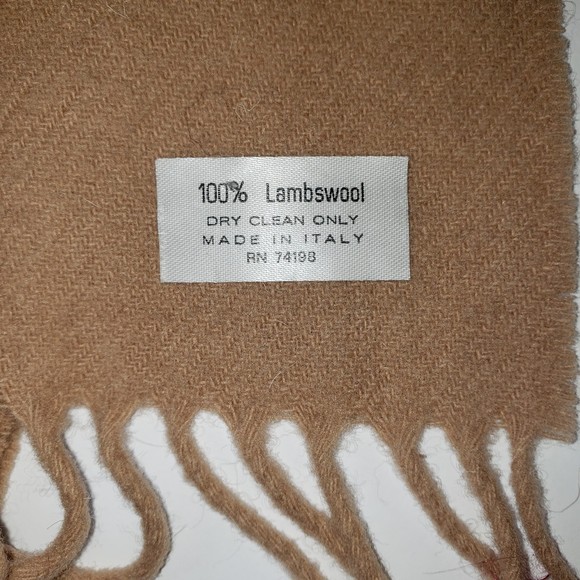 100% Lambswool
DRY CLEAN ONLY
MADE IN ITALY
RN 74198